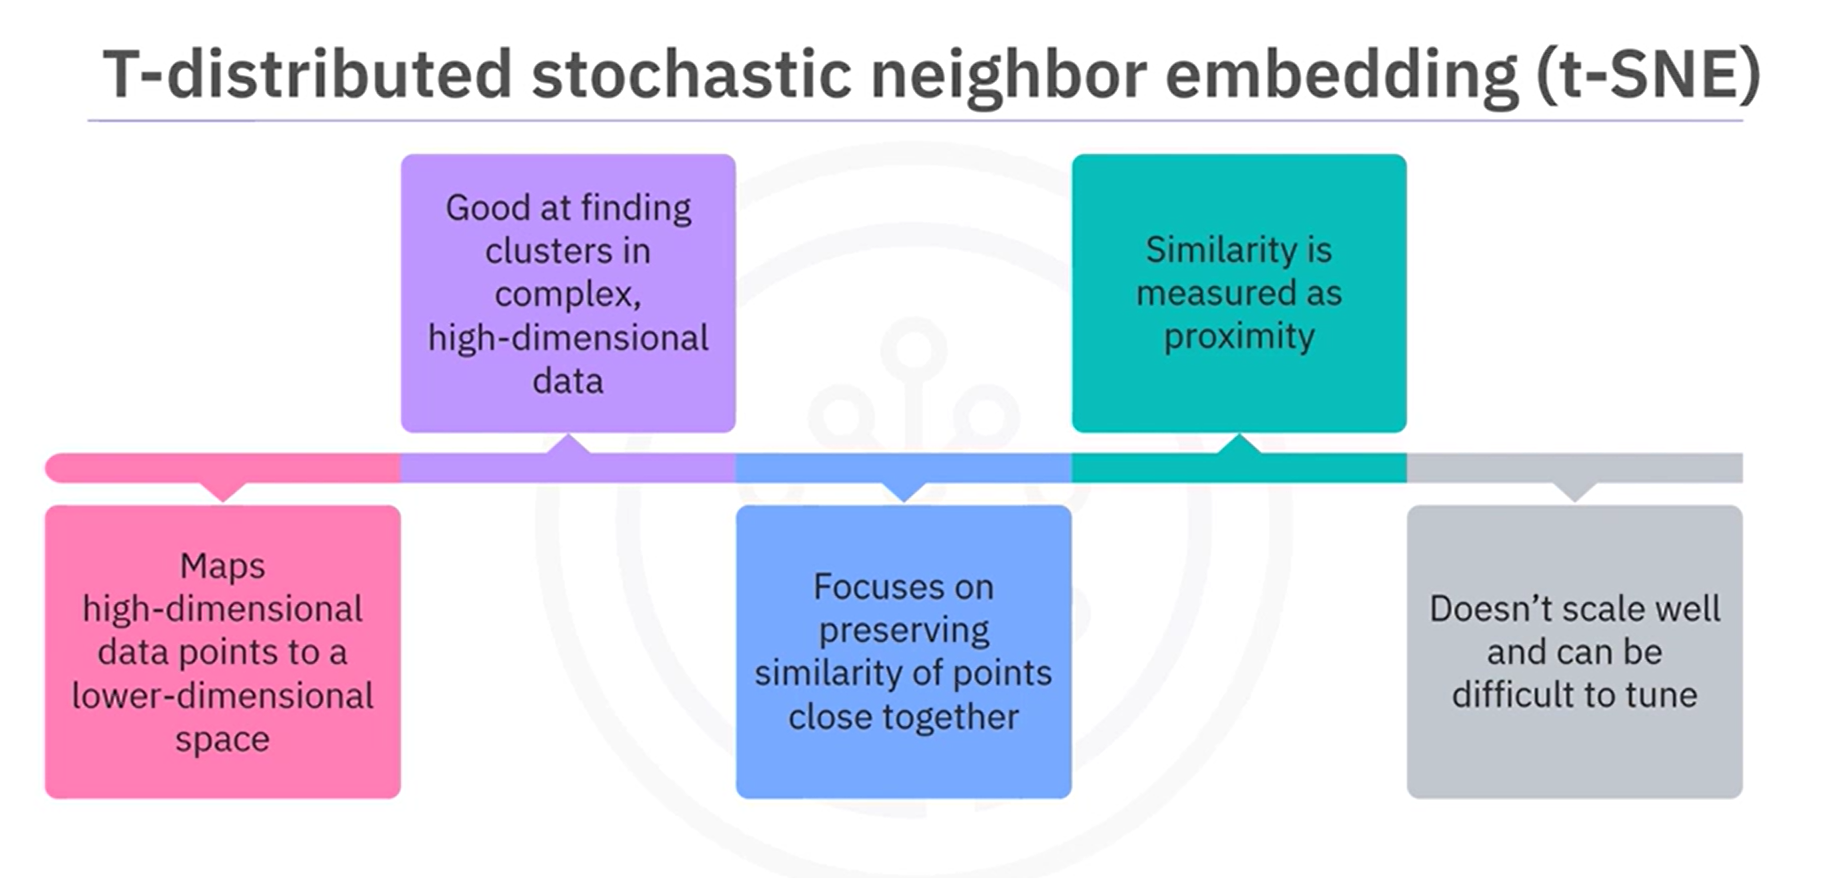 T-distributed stochastic neighbor embedding (t-SNE)
Maps
high-dimensional
data points to a
lower-dimensional
space
Good at finding
clusters in
complex,
high-dimensional
data
Focuses on
preserving
similarity of points
close together
Similarity is
measured as
proximity
Doesn’t scale well
and can be
difficult to tune